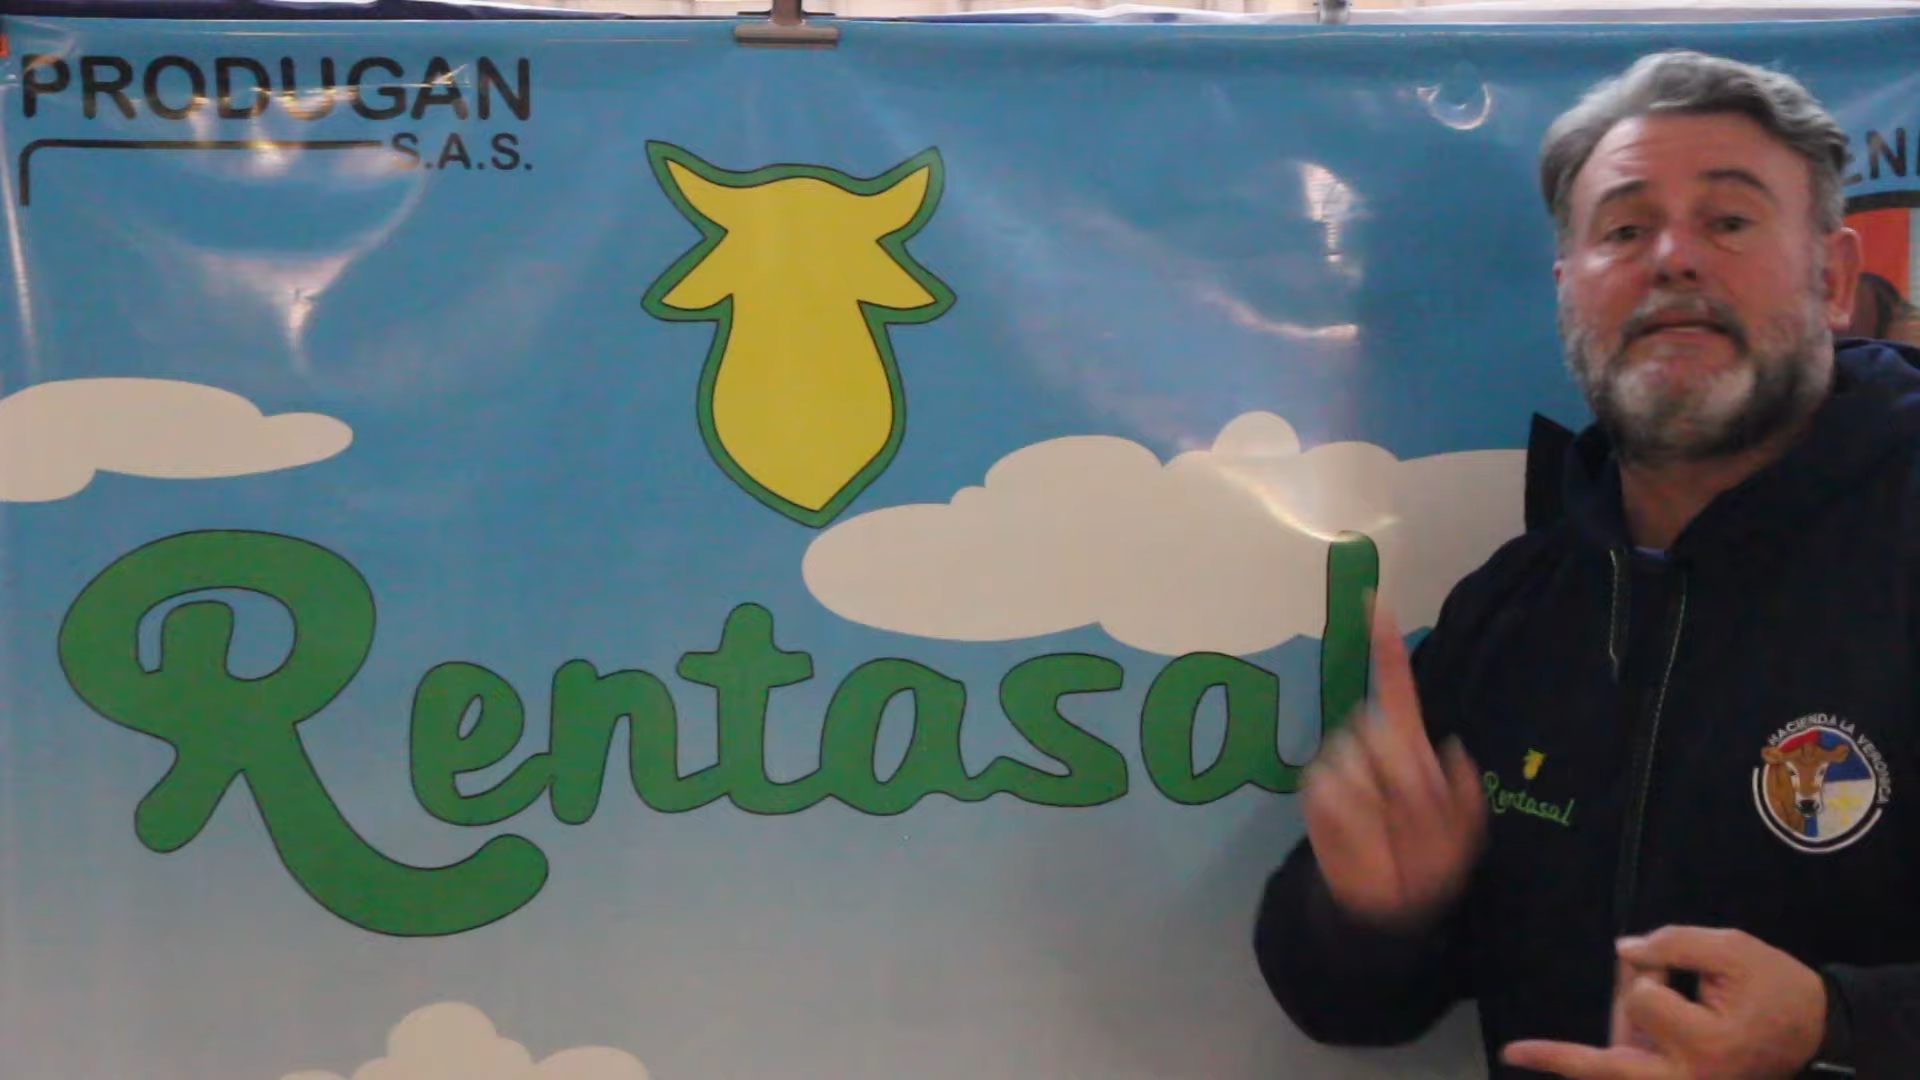 PRODUGAN
S.A.S.
Rentasal
Rentasal
HACIENDA LA VERONICA